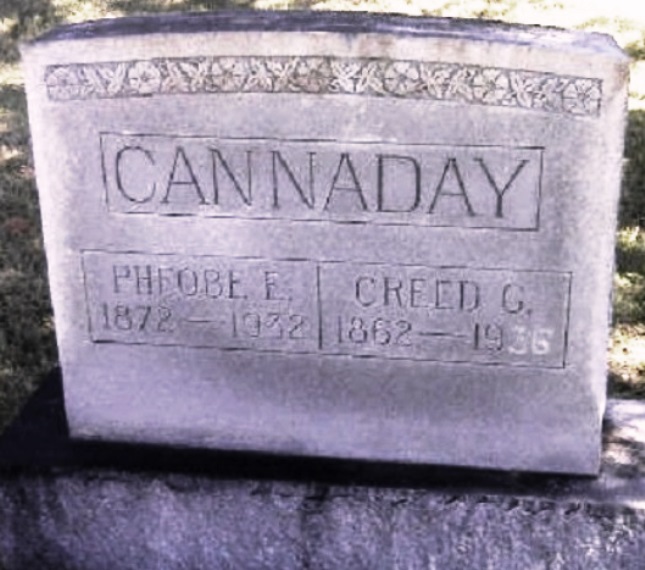 CANNADAY
PHEOBE E.
1872 — 1932
CREED G.
1862 — 1936